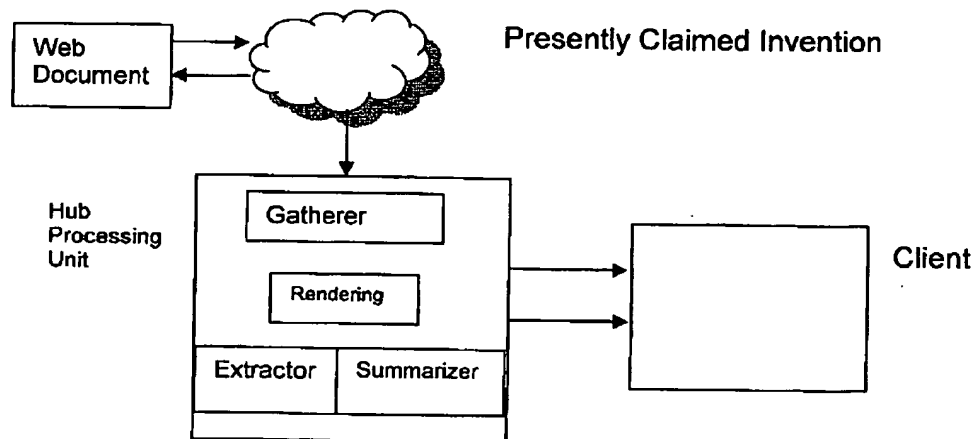 Web
Document
Presently Claimed Invention
Hub
Processing
Unit
Gatherer
Rendering
Extractor
Summarizer
Client